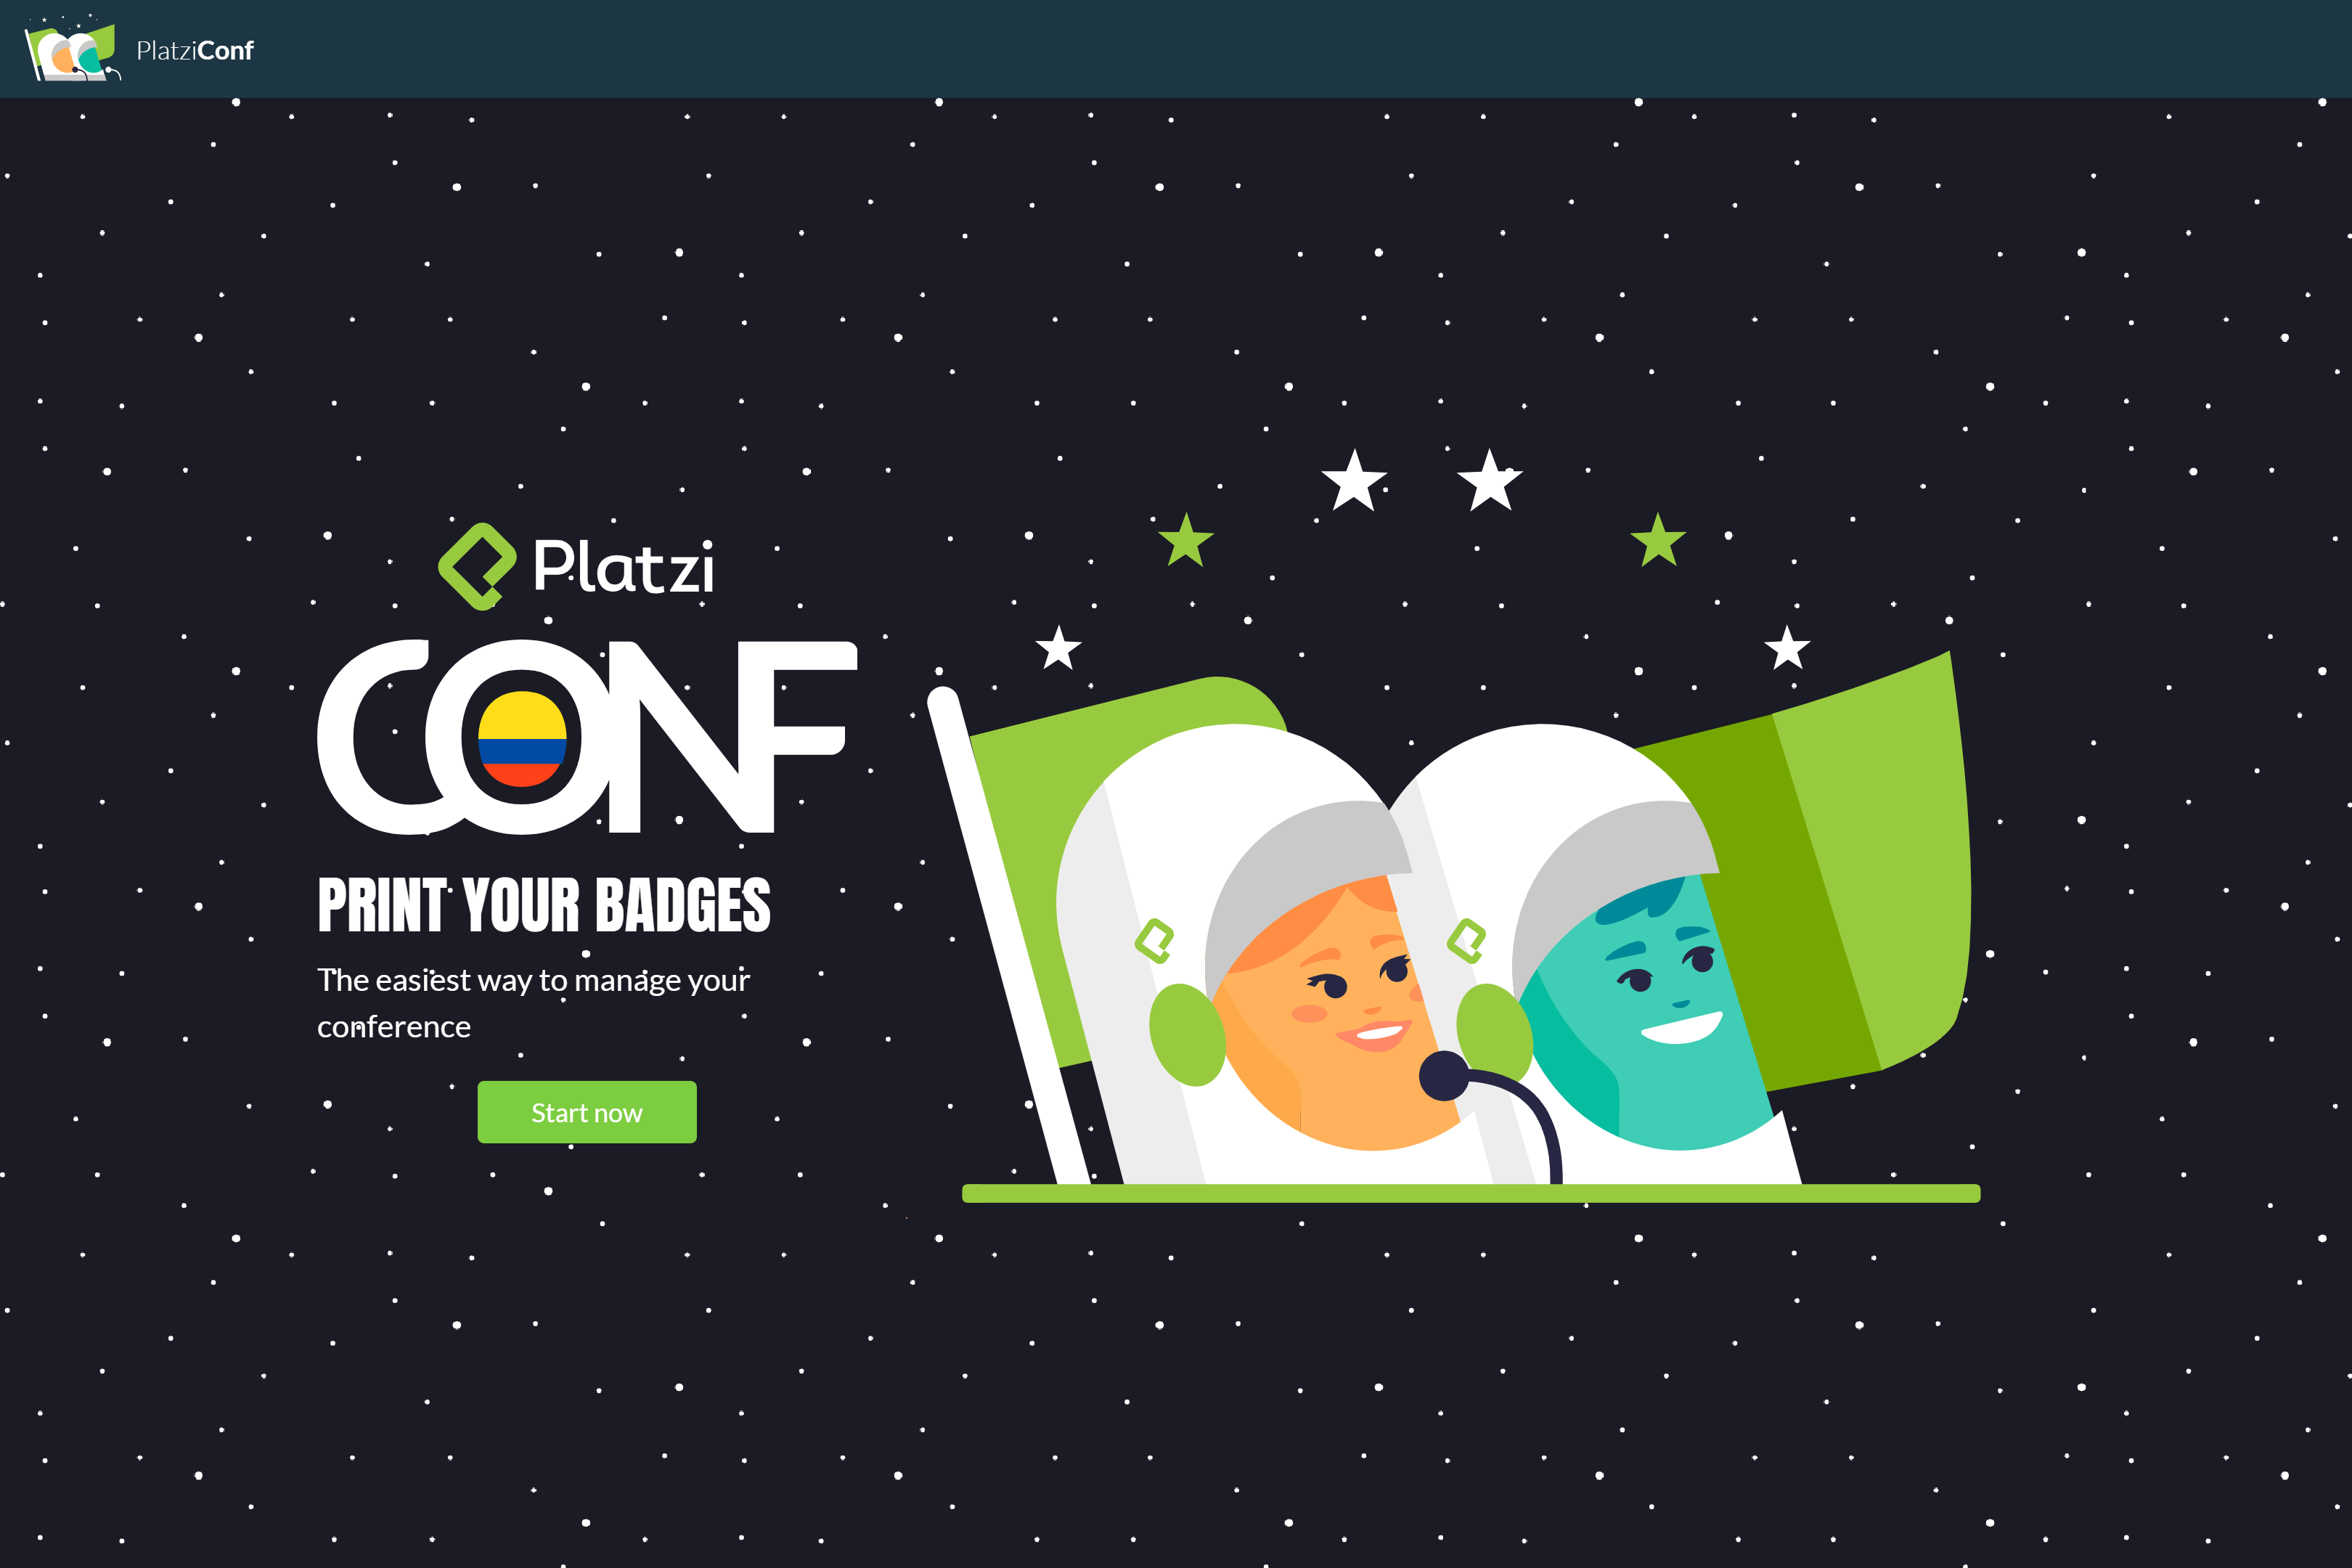 PlatziConf
Platzi
CONF
PRINT YOUR BADGES
The easiest way to manage your
conference
Start now